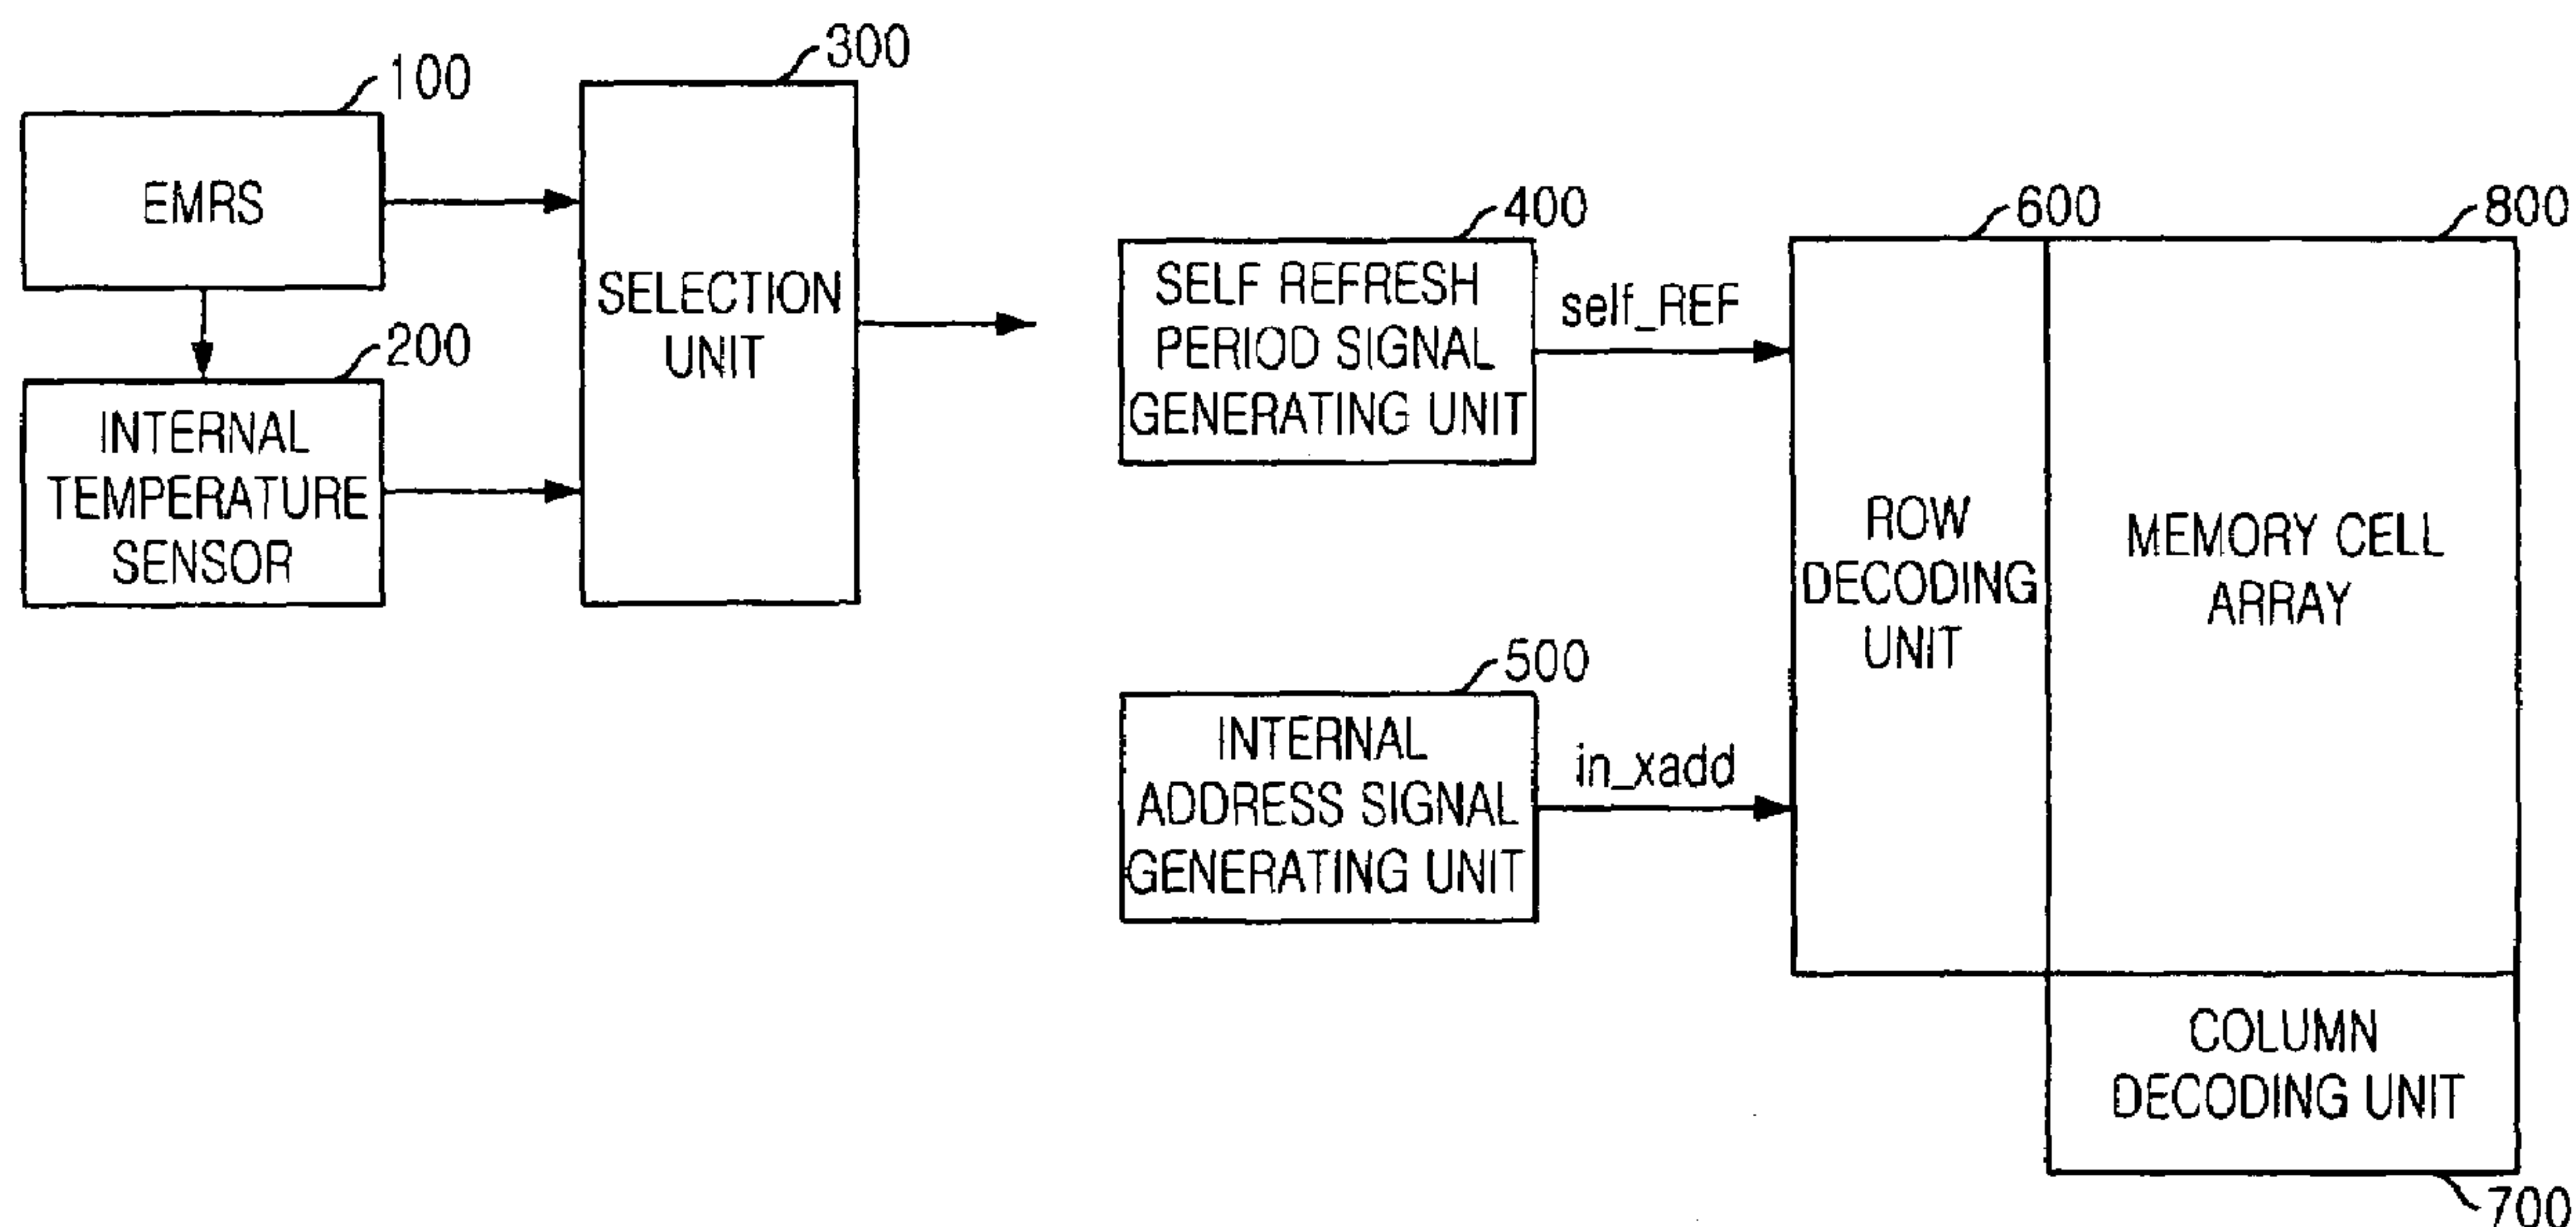 100
EMRS
200
INTERNAL
TEMPERATURE
SENSOR
300
SELECTION
UNIT
400
SELF REFRESH
PERIOD SIGNAL
GENERATING UNIT
self_REF
500
INTERNAL
ADDRESS SIGNAL
GENERATING UNIT
in_xadd
600
ROW
DECODING
UNIT
800
MEMORY CELL
ARRAY
COLUMN
DECODING UNIT
700